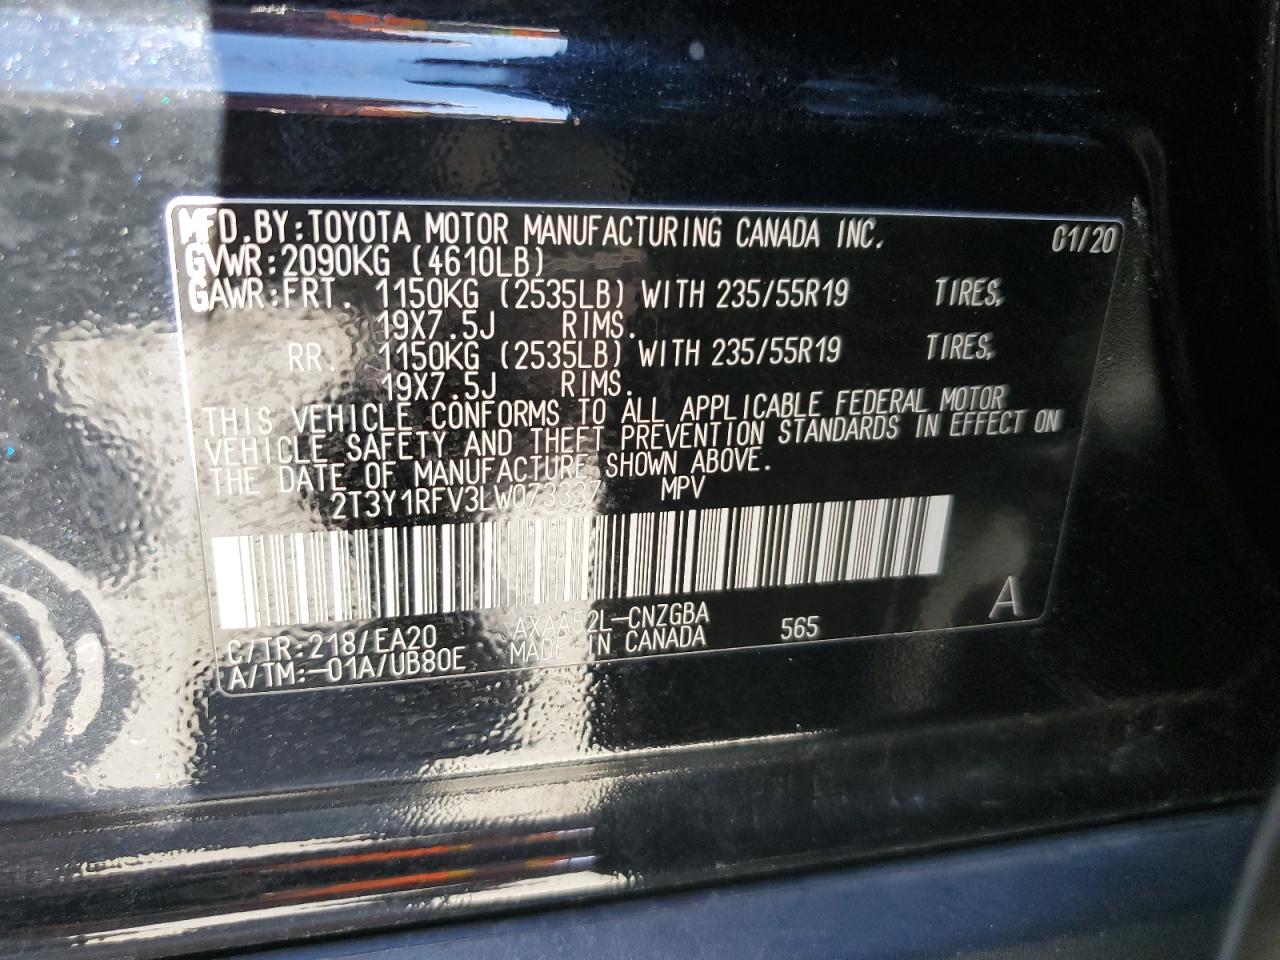 MFD.BY:TOYOTA MOTOR MANUFACTURING CANADA INC. 01/20
GVWR:2090KG (4610LB)
GAWR:FRT. 1150KG (2535LB) WITH 235/55R19 TIRES,
19X7.5J RIMS.
RR. 1150KG (2535LB) WITH 235/55R19 TIRES,
19X7.5J RIMS.
THIS VEHICLE CONFORMS TO ALL APPLICABLE FEDERAL MOTOR
VEHICLE SAFETY AND THEFT PREVENTION STANDARDS IN EFFECT ON
THE DATE OF MANUFACTURE SHOWN ABOVE.
2T3Y1RFV3LW073337 MPV
C/TR:218/EA20 AXAA52L-CNZGBA 565 A
A/TM:-01A/UB80E MADE IN CANADA